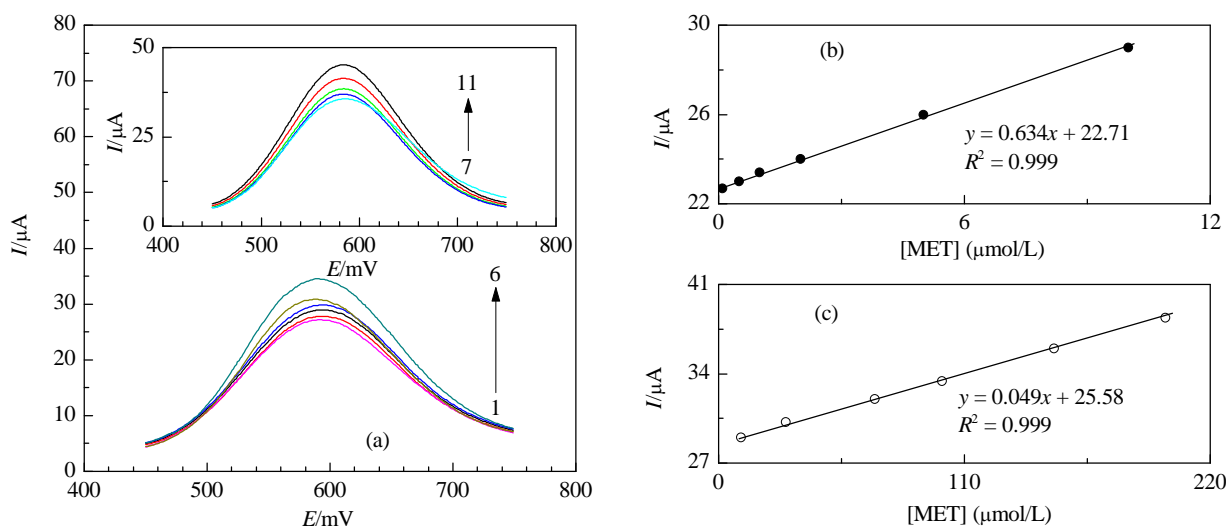 80
70
60
50
40
30
20
10
0
I/μA
400
500
600
700
800
E/mV
(a)
6
1
50
25
0
I/μA
400
500
600
700
800
E/mV
11
7
30
26
22
I/μA
(b)
y = 0.634x + 22.71
R² = 0.999
0
6
12
[MET] (μmol/L)
41
34
27
I/μA
(c)
y = 0.049x + 25.58
R² = 0.999
0
110
220
[MET] (μmol/L)